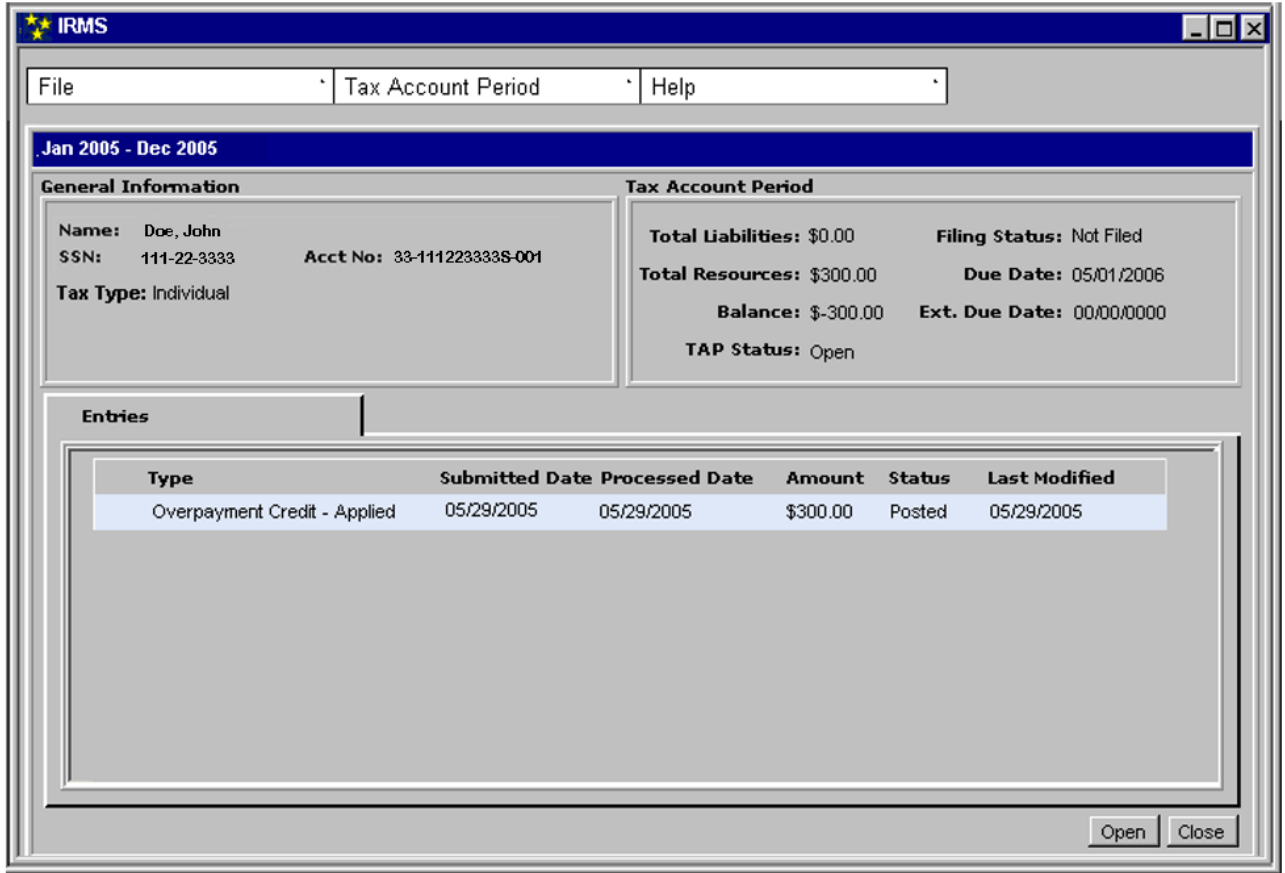 IRMS
File Tax Account Period Help
Jan 2005 - Dec 2005
General Information
Name: Doe, John
SSN: 111-22-3333 Acct No: 33-111223333S-001
Tax Type: Individual
Tax Account Period
Total Liabilities: $0.00 Filing Status: Not Filed
Total Resources: $300.00 Due Date: 05/01/2006
Balance: $-300.00 Ext. Due Date: 00/00/0000
TAP Status: Open
Entries
Type Submitted Date Processed Date Amount Status Last Modified
Overpayment Credit - Applied 05/29/2005 05/29/2005 $300.00 Posted 05/29/2005
Open Close